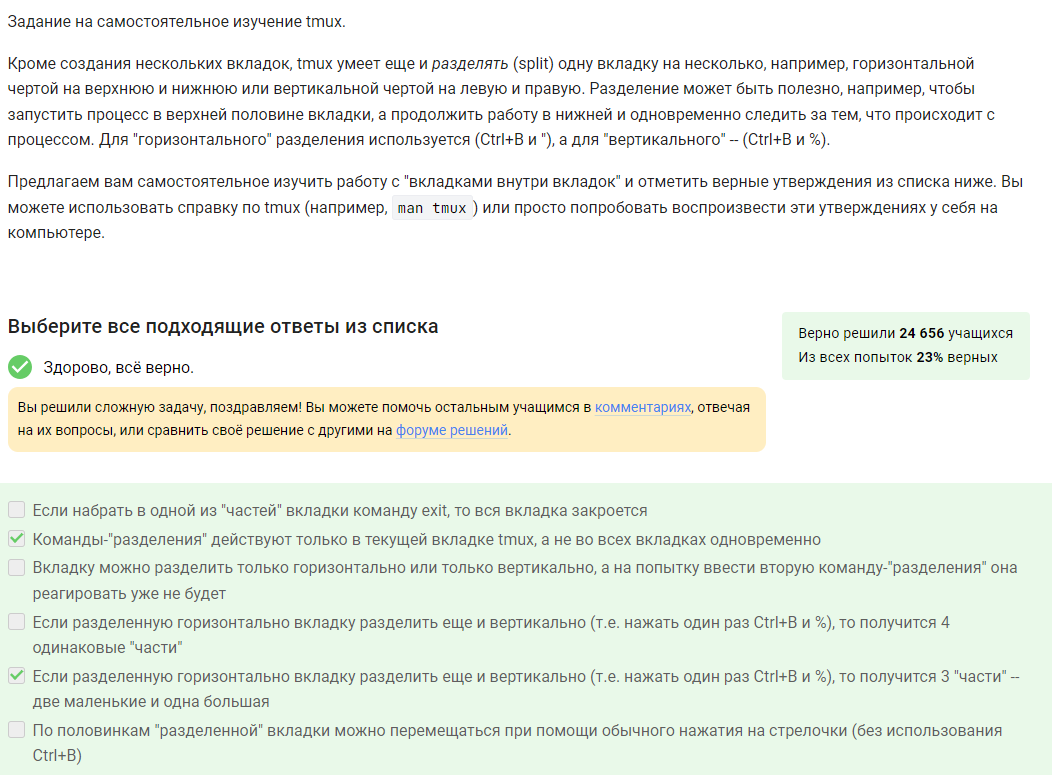 Задание на самостоятельное изучение tmux.
Кроме создания нескольких вкладок, tmux умеет еще и разделять (split) одну вкладку на несколько, например, горизонтальной
чертой на верхнюю и нижнюю или вертикальной чертой на левую и правую. Разделение может быть полезно, например, чтобы
запустить процесс в верхней половине вкладки, а продолжить работу в нижней и одновременно следить за тем, что происходит с
процессом. Для "горизонтального" разделения используется (Ctrl+B и "), а для "вертикального" -- (Ctrl+B и %).
Предлагаем вам самостоятельное изучить работу с "вкладками внутри вкладок" и отметить верные утверждения из списка ниже. Вы
можете использовать справку по tmux (например, man tmux ) или просто попробовать воспроизвести эти утверждениях у себя на
компьютере.
Выберите все подходящие ответы из списка
Верно решили 24 656 учащихся
Из всех попыток 23% верных
Здорово, всё верно.
Вы решили сложную задачу, поздравляем! Вы можете помочь остальным учащимся в комментариях, отвечая
на их вопросы, или сравнить своё решение с другими на форуме решений.
Если набрать в одной из "частей" вкладки команду exit, то вся вкладка закроется
Команды-"разделения" действуют только в текущей вкладке tmux, а не во всех вкладках одновременно
Вкладку можно разделить только горизонтально или только вертикально, а на попытку ввести вторую команду-"разделения" она
реагировать уже не будет
Если разделенную горизонтально вкладку разделить еще и вертикально (т.е. нажать один раз Ctrl+B и %), то получится 4
одинаковые "части"
Если разделенную горизонтально вкладку разделить еще и вертикально (т.е. нажать один раз Ctrl+B и %), то получится 3 "части" --
две маленькие и одна большая
По половинкам "разделенной" вкладки можно перемещаться при помощи обычного нажатия на стрелочки (без использования
Ctrl+B)